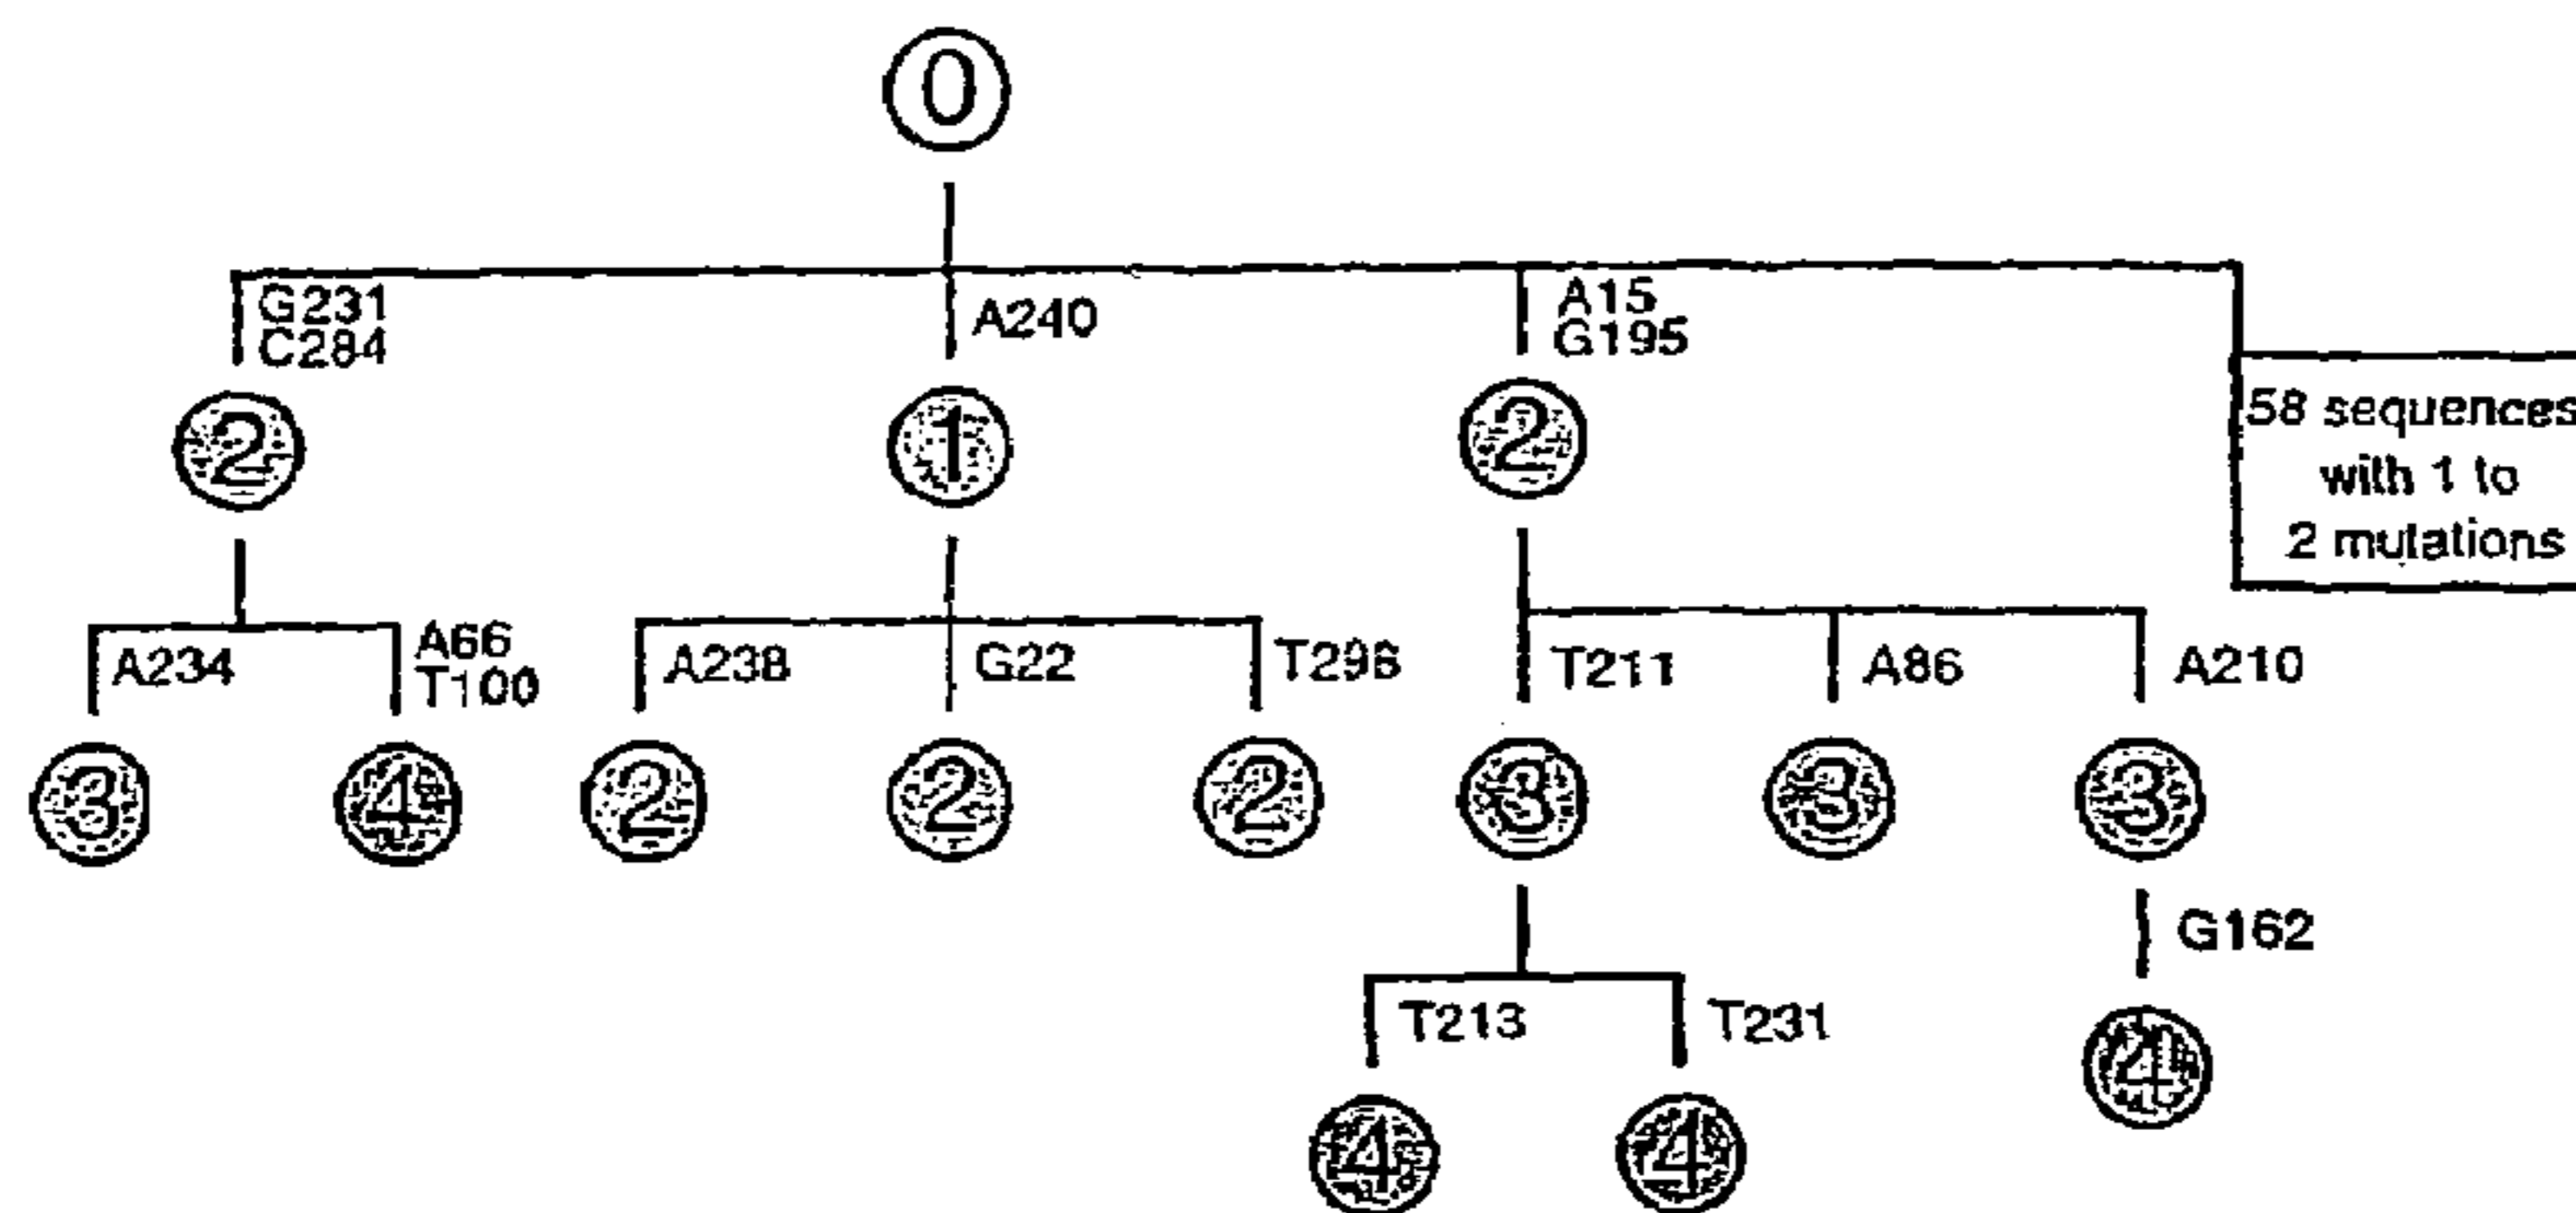 0
G231
C284
A240
A15
G195
58 sequences
with 1 to
2 mutations
2
1
2
A234
A66
T100
A238
G22
T296
T211
A86
A210
3
4
2
2
2
3
3
3
G162
T213
T231
4
4
4